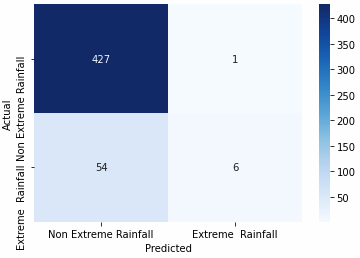 427
1
54
6
Actual
Extreme  Rainfall Non Extreme Rainfall
Non Extreme Rainfall
Extreme  Rainfall
Predicted
400
350
300
250
200
150
100
50